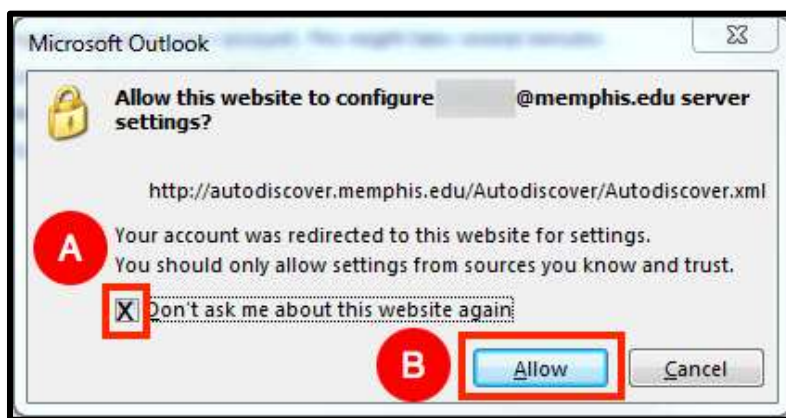 Microsoft Outlook
Allow this website to configure @memphis.edu server
settings?
http://autodiscover.memphis.edu/Autodiscover/Autodiscover.xml
A
Your account was redirected to this website for settings.
You should only allow settings from sources you know and trust.
X Don't ask me about this website again
B
Allow
Cancel